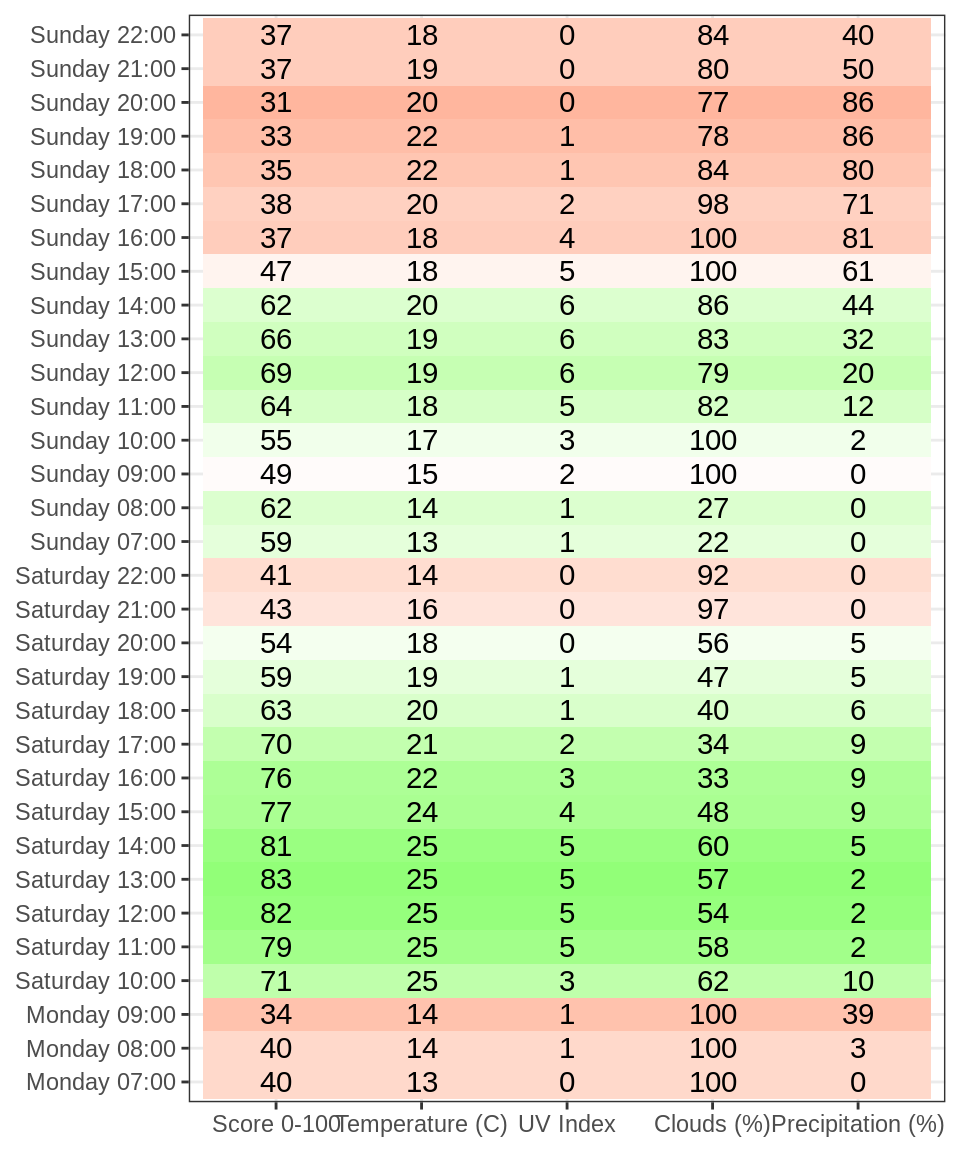 Sunday 22:00 37 18 0 84 40
Sunday 21:00 37 19 0 80 50
Sunday 20:00 31 20 0 77 86
Sunday 19:00 33 22 1 78 86
Sunday 18:00 35 22 1 84 80
Sunday 17:00 38 20 2 98 71
Sunday 16:00 37 18 4 100 81
Sunday 15:00 47 18 5 100 61
Sunday 14:00 62 20 6 86 44
Sunday 13:00 66 19 6 83 32
Sunday 12:00 69 19 6 79 20
Sunday 11:00 64 18 5 82 12
Sunday 10:00 55 17 3 100 2
Sunday 09:00 49 15 2 100 0
Sunday 08:00 62 14 1 27 0
Sunday 07:00 59 13 1 22 0
Saturday 22:00 41 14 0 92 0
Saturday 21:00 43 16 0 97 0
Saturday 20:00 54 18 0 56 5
Saturday 19:00 59 19 1 47 5
Saturday 18:00 63 20 1 40 6
Saturday 17:00 70 21 2 34 9
Saturday 16:00 76 22 3 33 9
Saturday 15:00 77 24 4 48 9
Saturday 14:00 81 25 5 60 5
Saturday 13:00 83 25 5 57 2
Saturday 12:00 82 25 5 54 2
Saturday 11:00 79 25 5 58 2
Saturday 10:00 71 25 3 62 10
Monday 09:00 34 14 1 100 39
Monday 08:00 40 14 1 100 3
Monday 07:00 40 13 0 100 0
Score 0-100 Temperature (C) UV Index Clouds (%) Precipitation (%)